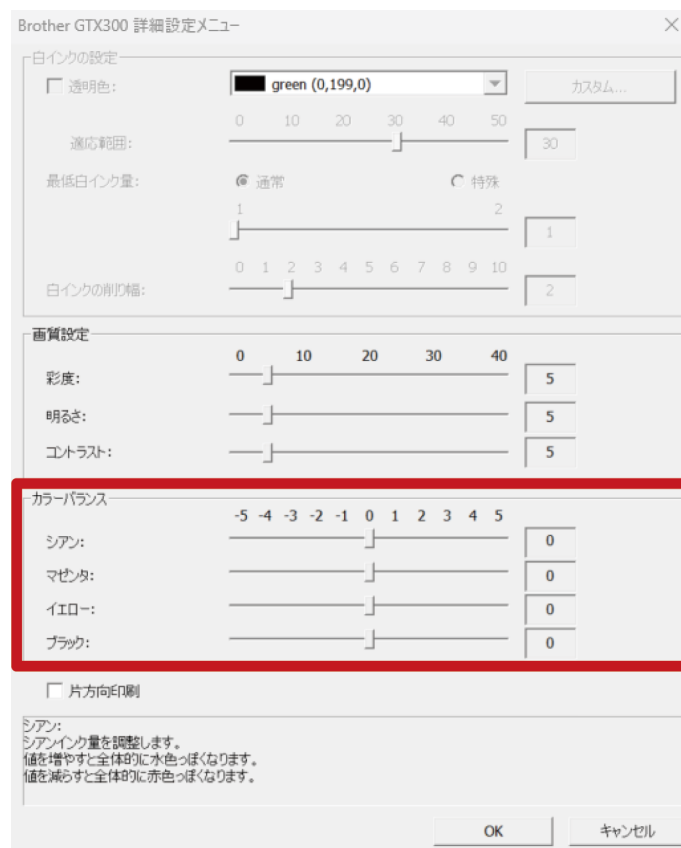 Brother GTX300 詳細設定メニュー
白インクの設定
透明色: green (0,199,0) カスタム...
0 10 20 30 40 50
適応範囲: 30
最低白インク量: 通常 特殊
1 2
1
0 1 2 3 4 5 6 7 8 9 10
白インクの削り幅: 2
画質設定
0 10 20 30 40
彩度: 5
明るさ: 5
コントラスト: 5
カラーバランス
-5 -4 -3 -2 -1 0 1 2 3 4 5
シアン: 0
マゼンタ: 0
イエロー: 0
ブラック: 0
片方向印刷
シアン:
シアンインク量を調整します。
値を増やすと全体的に水色っぽくなります。
値を減らすと全体的に赤色っぽくなります。
OK キャンセル